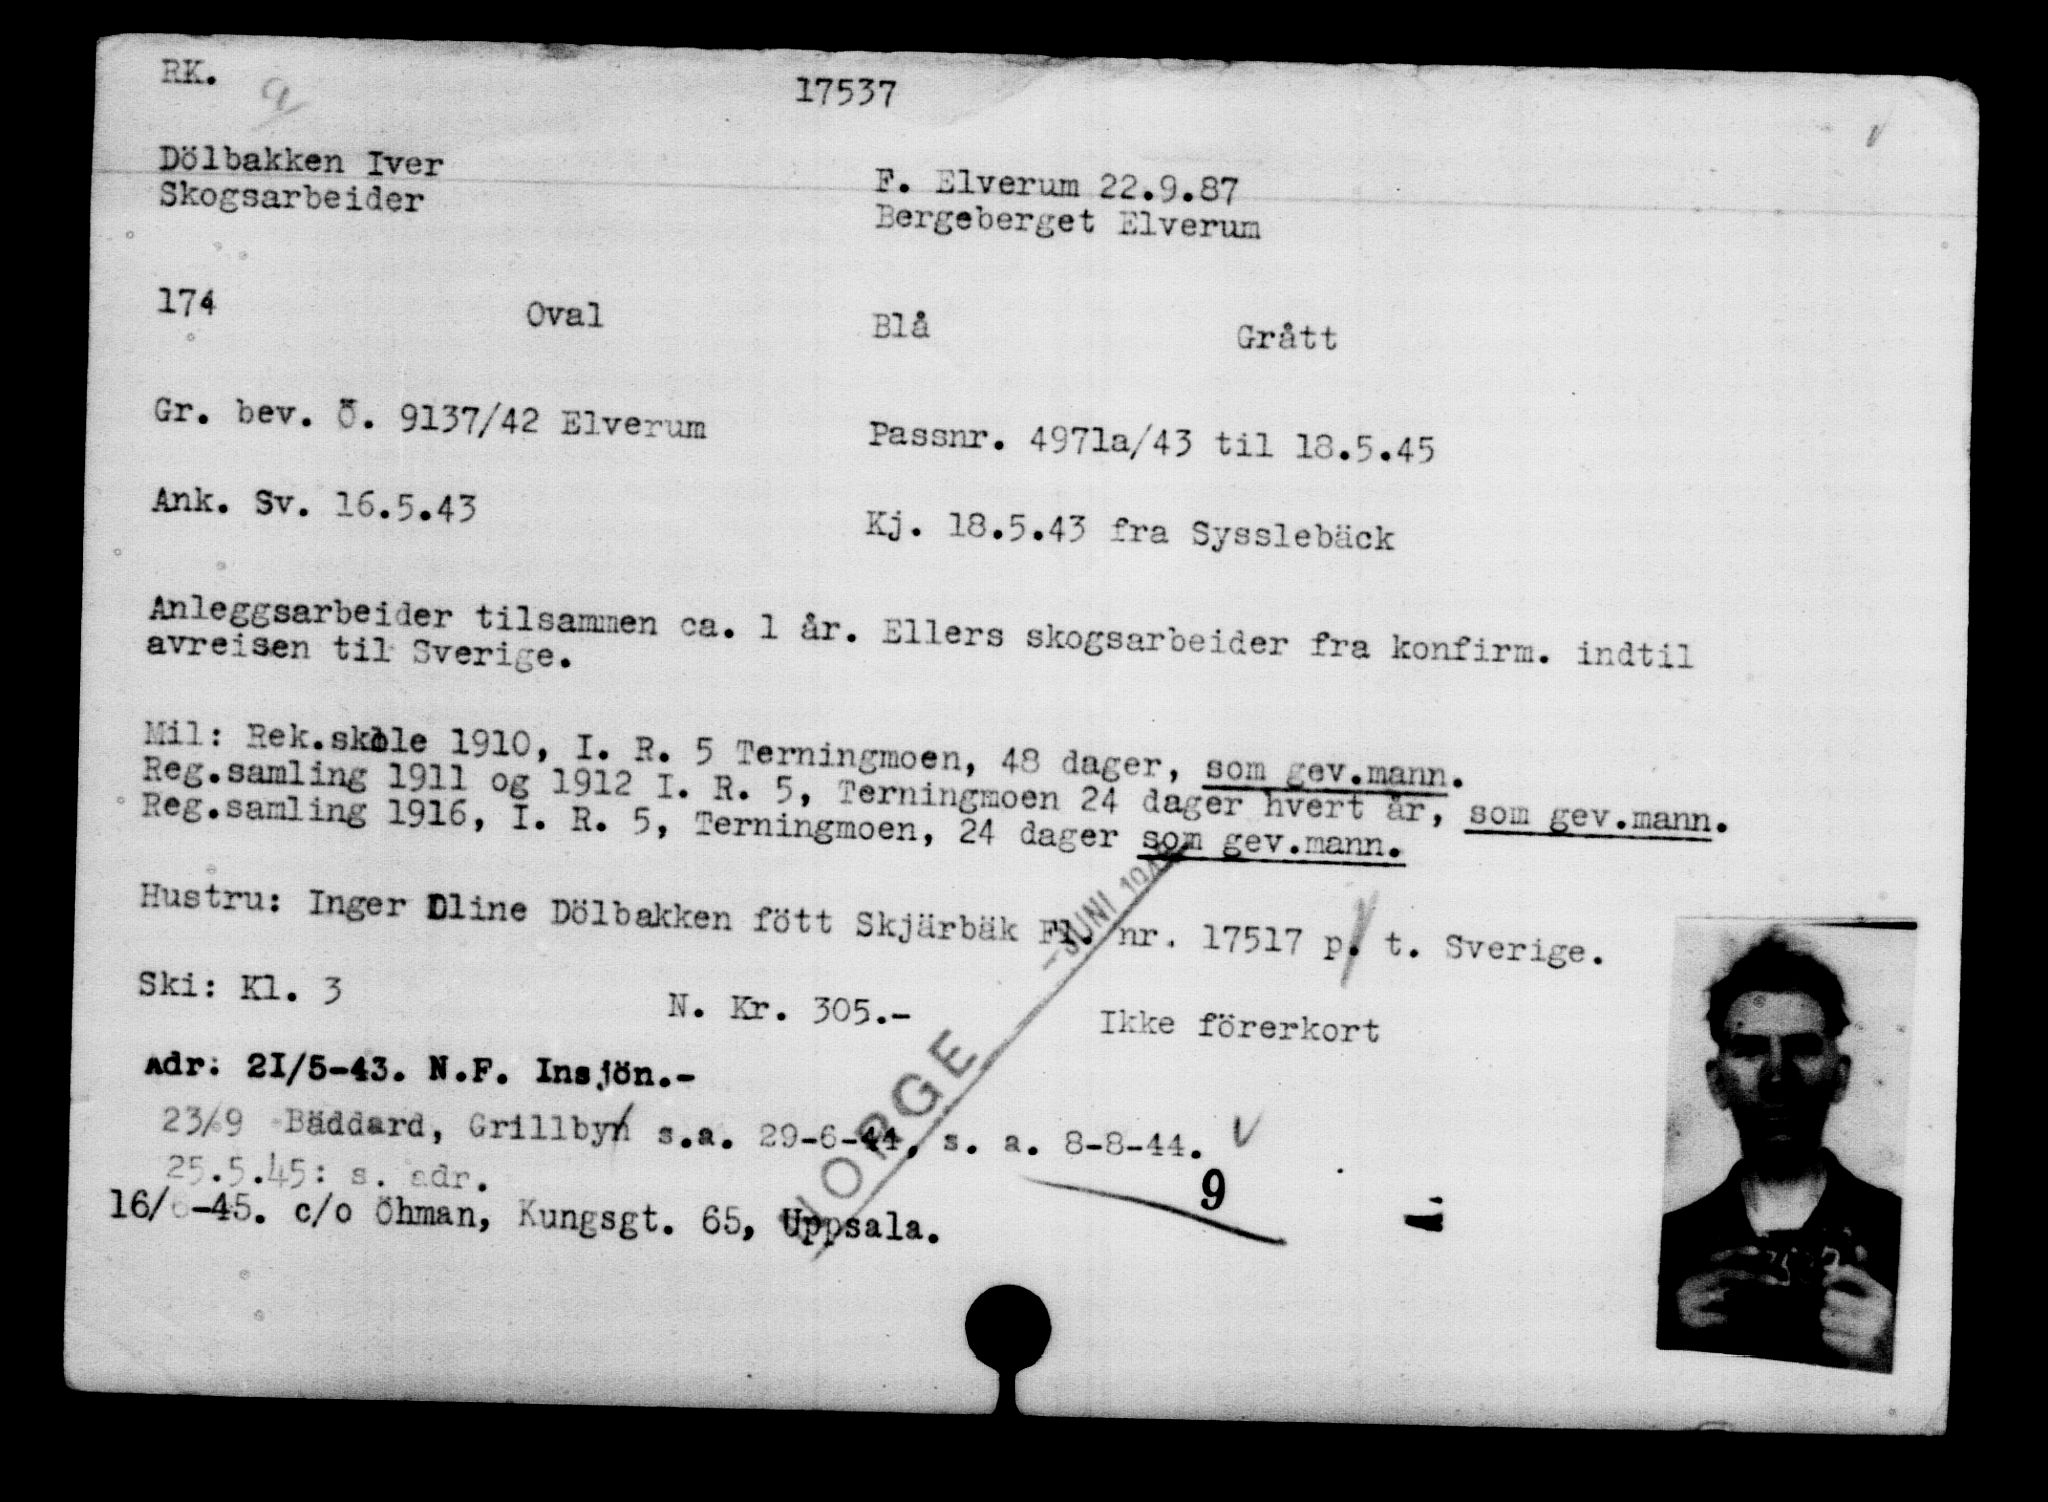 RK.
17537
Dölbakken Iver
Skogsarbeider
F. Elverum 22.9.87
Bergeberget Elverum
174 Oval Blå Grått
Gr. bev. Ö. 9137/42 Elverum
Passnr. 4971a/43 til 18.5.45
Ank. Sv. 16.5.43
Kj. 18.5.43 fra Sysslebäck
Anleggsarbeider tilsammen ca. 1 år. Ellers skogsarbeider fra konfirm. indtil
avreisen til Sverige.
Mil: Rek.skole 1910, I. R. 5 Terningmoen, 48 dager, som gev.mann.
Reg.samling 1911 og 1912 I. R. 5, Terningmoen 24 dager hvert år, som gev.mann.
Reg.samling 1916, I. R. 5, Terningmoen, 24 dager som gev.mann.
Hustru: Inger Oline Dölbakken fött Skjärbäk Fl. nr. 17517 p. t. Sverige.
Ski: Kl. 3 N. Kr. 305.- Ikke förerkort
Adr: 21/5-43. N.F. Insjön.-
23/9 Bäddard, Grillby s.a. 29-6-44, s. a. 8-8-44.
25.5.45: s. adr.
16/6-45. c/o Öhman, Kungsgt. 65, Uppsala.
NORGE - JUNI
9